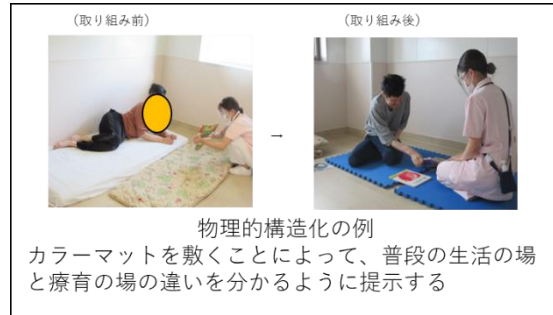 （取り組み前）
（取り組み後）
→
物理的構造化の例
カラーマットを敷くことによって、普段の生活の場
と療育の場の違いを分かるように提示する